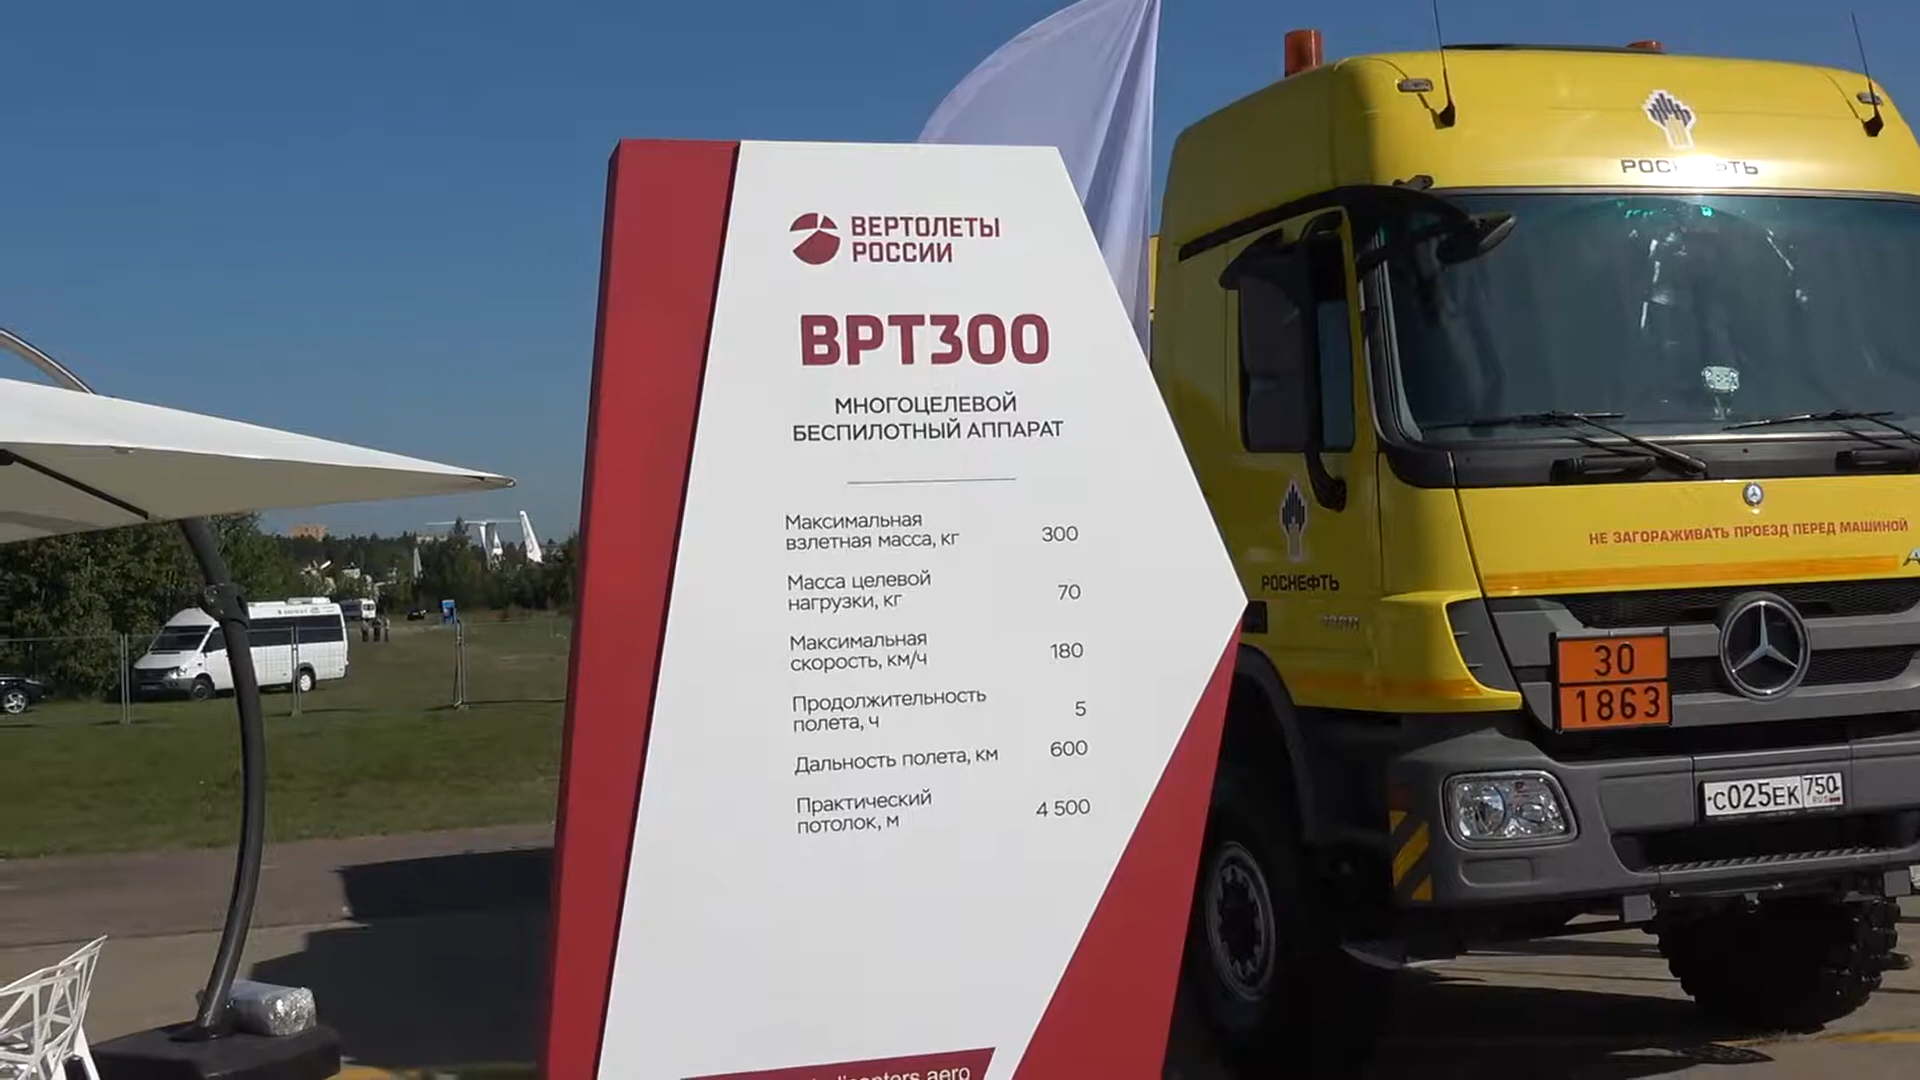 ВЕРТОЛЕТЫ
РОССИИ
ВРТ300
МНОГОЦЕЛЕВОЙ
БЕСПИЛОТНЫЙ АППАРАТ
Максимальная
взлетная масса, кг 300
Масса целевой
нагрузки, кг 70
Максимальная
скорость, км/ч 180
Продолжительность
полета, ч 5
Дальность полета, км 600
Практический
потолок, м 4 500
РОСНЕФТЬ
НЕ ЗАГОРАЖИВАТЬ ПРОЕЗД ПЕРЕД МАШИНОЙ
РОСНЕФТЬ
30
1863
С025ЕК 750
RUS